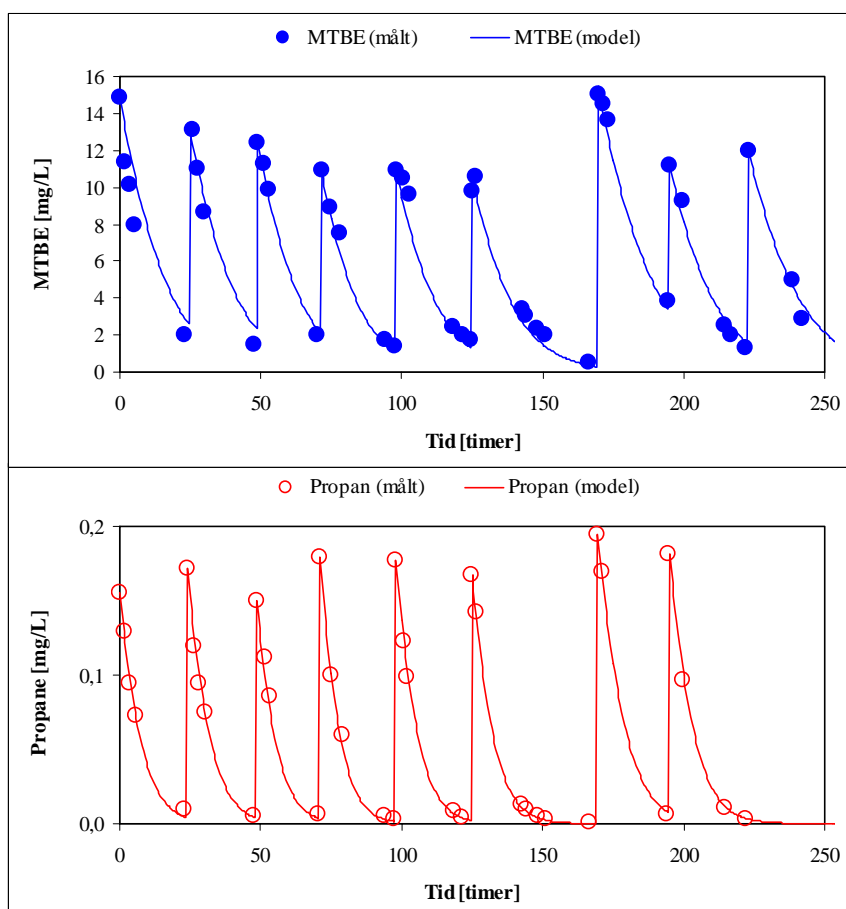 MTBE (målt) MTBE (model)
16
14
12
10
8
6
4
2
0
MTBE [mg/L]
0 50 100 150 200 250
Tid [timer]
Propan (målt) Propan (model)
0,2
0,1
0,0
Propane [mg/L]
0 50 100 150 200 250
Tid [timer]